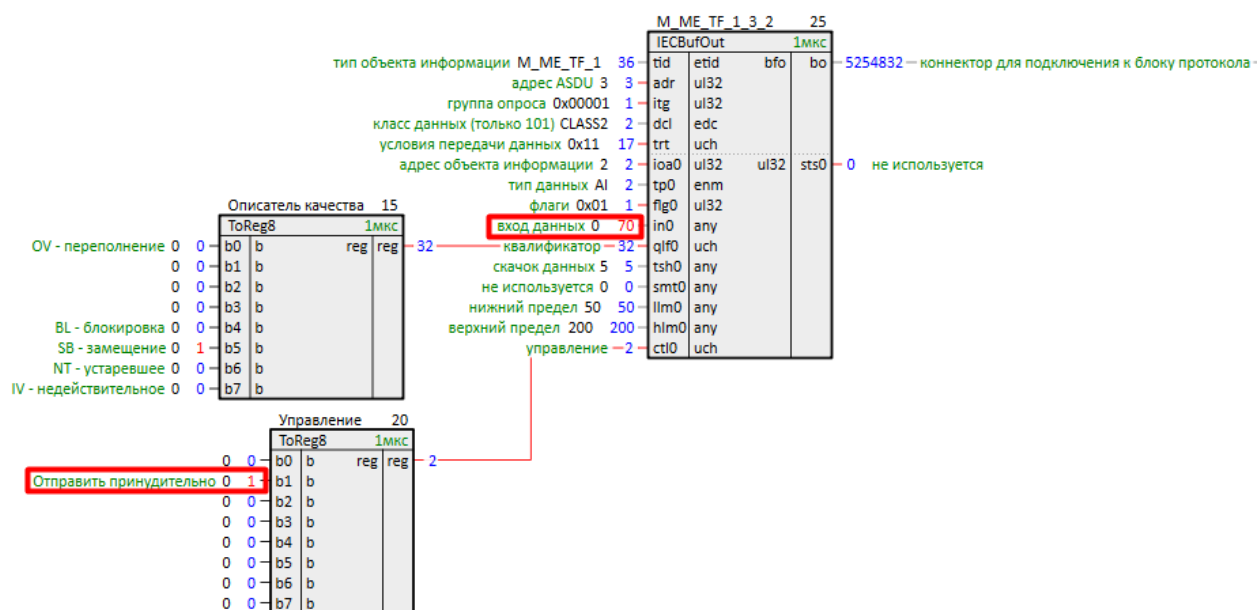 M_ME_TF_1_3_2 25
IECBufOut 1мкс
тип объекта информации M_ME_TF_1 36 tid etid bfo bo 5254832 коннектор для подключения к блоку протокола
адрес ASDU 3 3 adr ul32
группа опроса 0x00001 1 itg ul32
класс данных (только 101) CLASS2 2 dcl edc
условия передачи данных 0x11 17 trt uch
адрес объекта информации 2 2 ioa0 ul32 ul32 sts0 0 не используется
тип данных AI 2 tp0 enm
флаги 0x01 1 flg0 ul32
вход данных 0 70 in0 any
квалификатор 32 qlf0 uch
скачок данных 5 5 tsh0 any
не используется 0 0 smt0 any
нижний предел 50 50 llm0 any
верхний предел 200 200 hlm0 any
управление 2 ctl0 uch
Описатель качества 15
ToReg8 1мкс
OV - переполнение 0 0 b0 b reg reg 32
0 0 b1 b
0 0 b2 b
0 0 b3 b
BL - блокировка 0 0 b4 b
SB - замещение 0 1 b5 b
NT - устаревшее 0 0 b6 b
IV - недействительное 0 0 b7 b
Управление 20
ToReg8 1мкс
0 0 b0 b reg reg 2
Отправить принудительно 0 1 b1 b
0 0 b2 b
0 0 b3 b
0 0 b4 b
0 0 b5 b
0 0 b6 b
0 0 b7 b